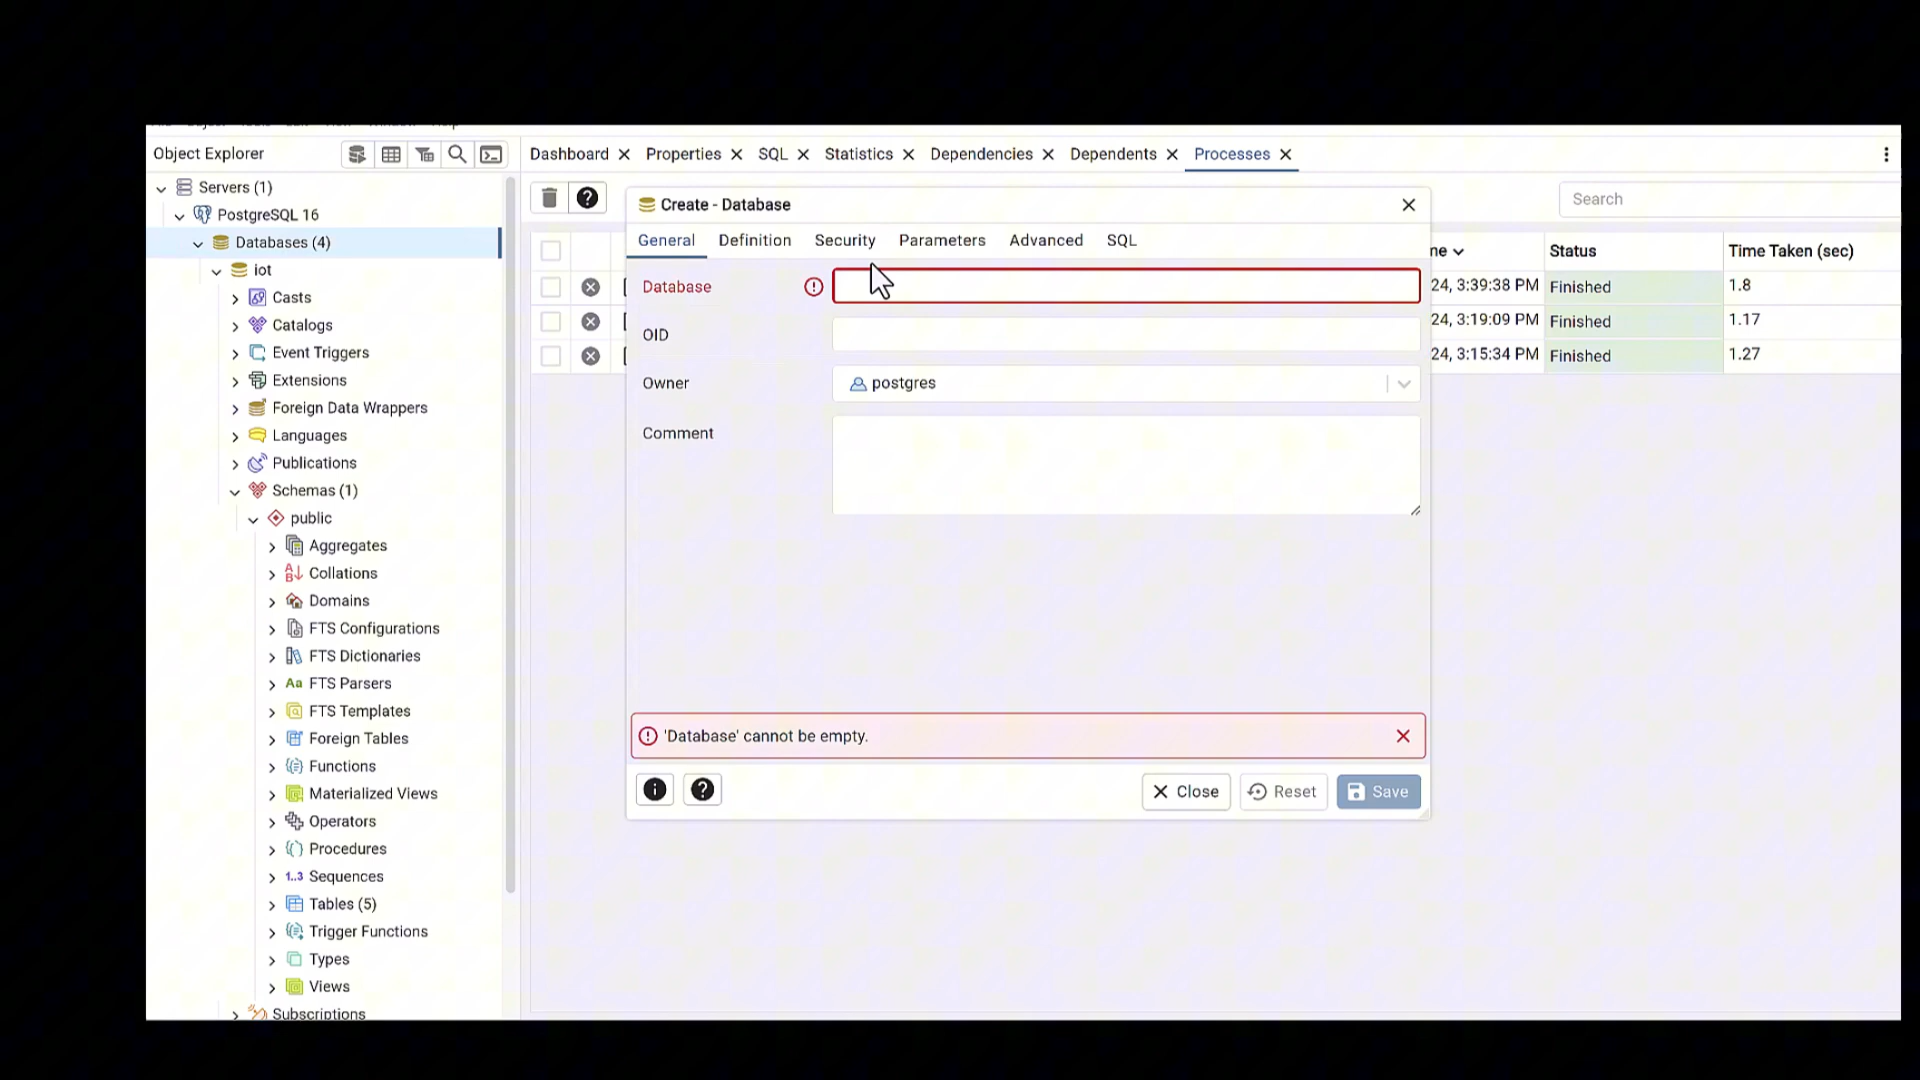 Object Explorer
Dashboard
Properties
SQL
Statistics
Dependencies
Dependents
Processes
Servers (1)
PostgreSQL 16
Databases (4)
iot
Casts
Catalogs
Event Triggers
Extensions
Foreign Data Wrappers
Languages
Publications
Schemas (1)
public
Aggregates
Collations
Domains
FTS Configurations
FTS Dictionaries
Aa FTS Parsers
FTS Templates
Foreign Tables
Functions
Materialized Views
Operators
Procedures
1..3 Sequences
Tables (5)
Trigger Functions
Types
Views
Subscriptions
Search
Status
Time Taken (sec)
24, 3:39:38 PM Finished 1.8
24, 3:19:09 PM Finished 1.17
24, 3:15:34 PM Finished 1.27
Create - Database
General Definition Security Parameters Advanced SQL
Database
OID
Owner
postgres
Comment
'Database' cannot be empty.
Close
Reset
Save